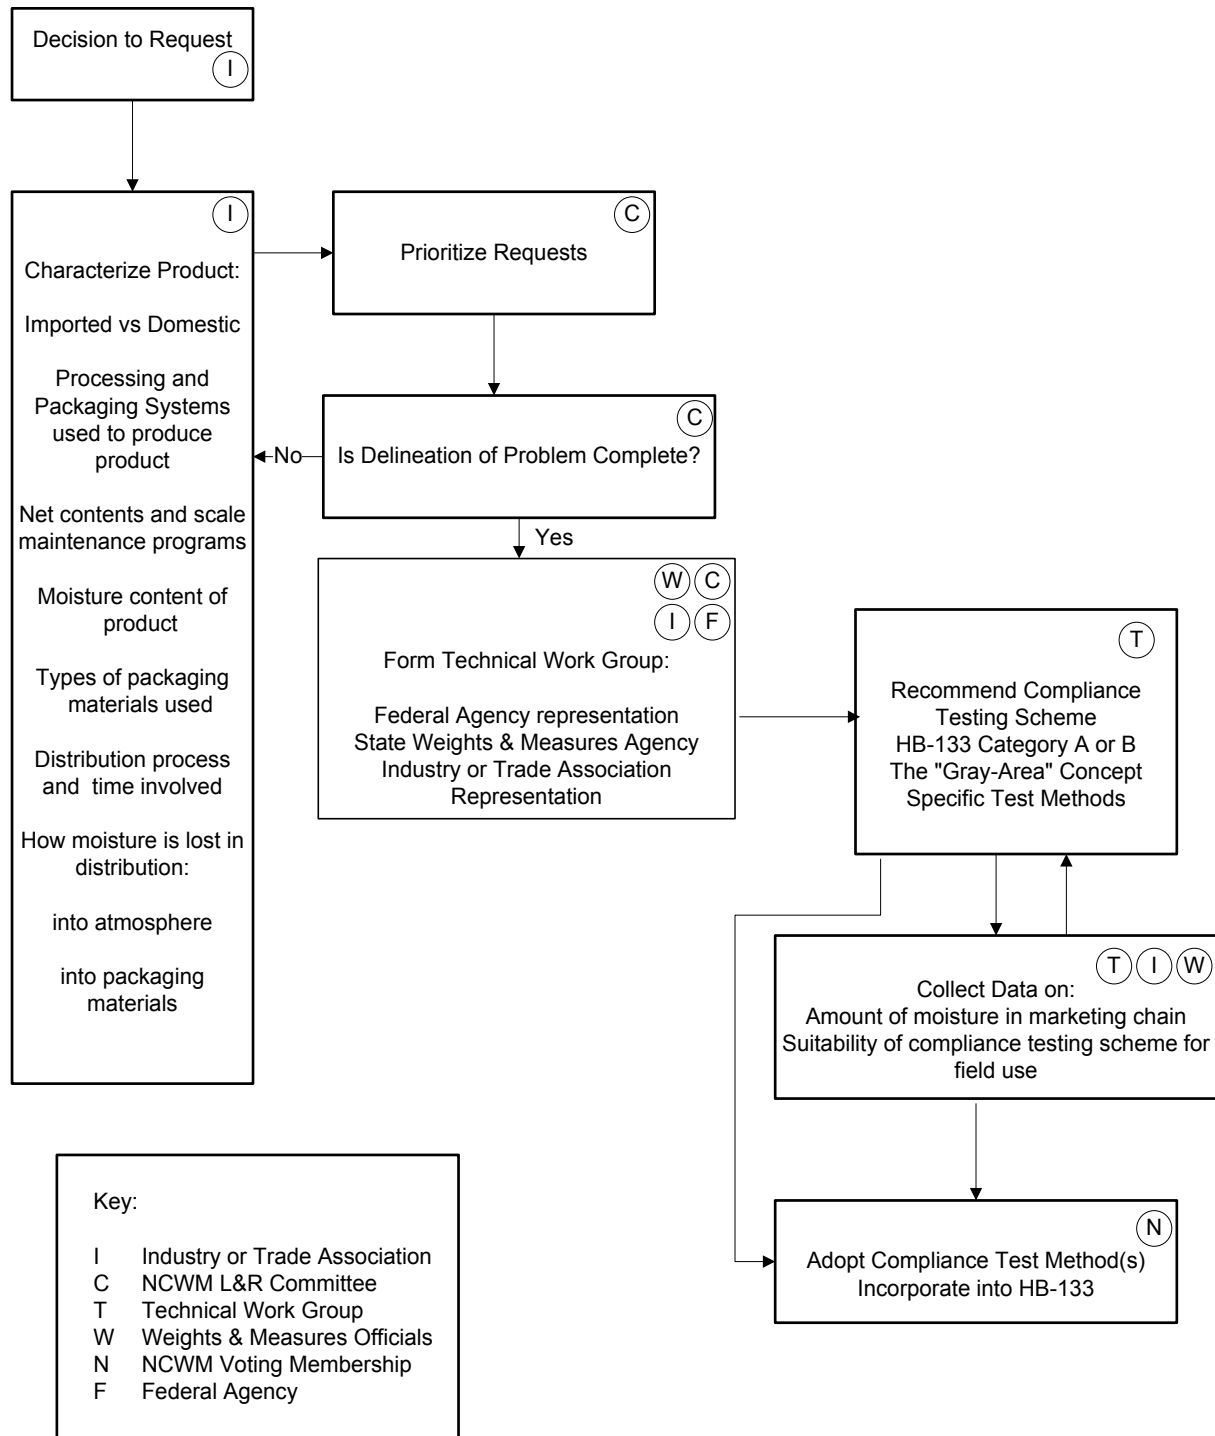 Decision to Request
I
I
Characterize Product:
Imported vs Domestic
Processing and
Packaging Systems
used to produce
product
Net contents and scale
maintenance programs
Moisture content of
product
Types of packaging
materials used
Distribution process
and time involved
How moisture is lost in
distribution:
into atmosphere
into packaging
materials
C
Prioritize Requests
C
Is Delineation of Problem Complete?
No
Yes
W C
I F
Form Technical Work Group:
Federal Agency representation
State Weights & Measures Agency
Industry or Trade Association
Representation
T
Recommend Compliance
Testing Scheme
HB-133 Category A or B
The "Gray-Area" Concept
Specific Test Methods
T I W
Collect Data on:
Amount of moisture in marketing chain
Suitability of compliance testing scheme for
field use
N
Adopt Compliance Test Method(s)
Incorporate into HB-133
Key:
I Industry or Trade Association
C NCWM L&R Committee
T Technical Work Group
W Weights & Measures Officials
N NCWM Voting Membership
F Federal Agency